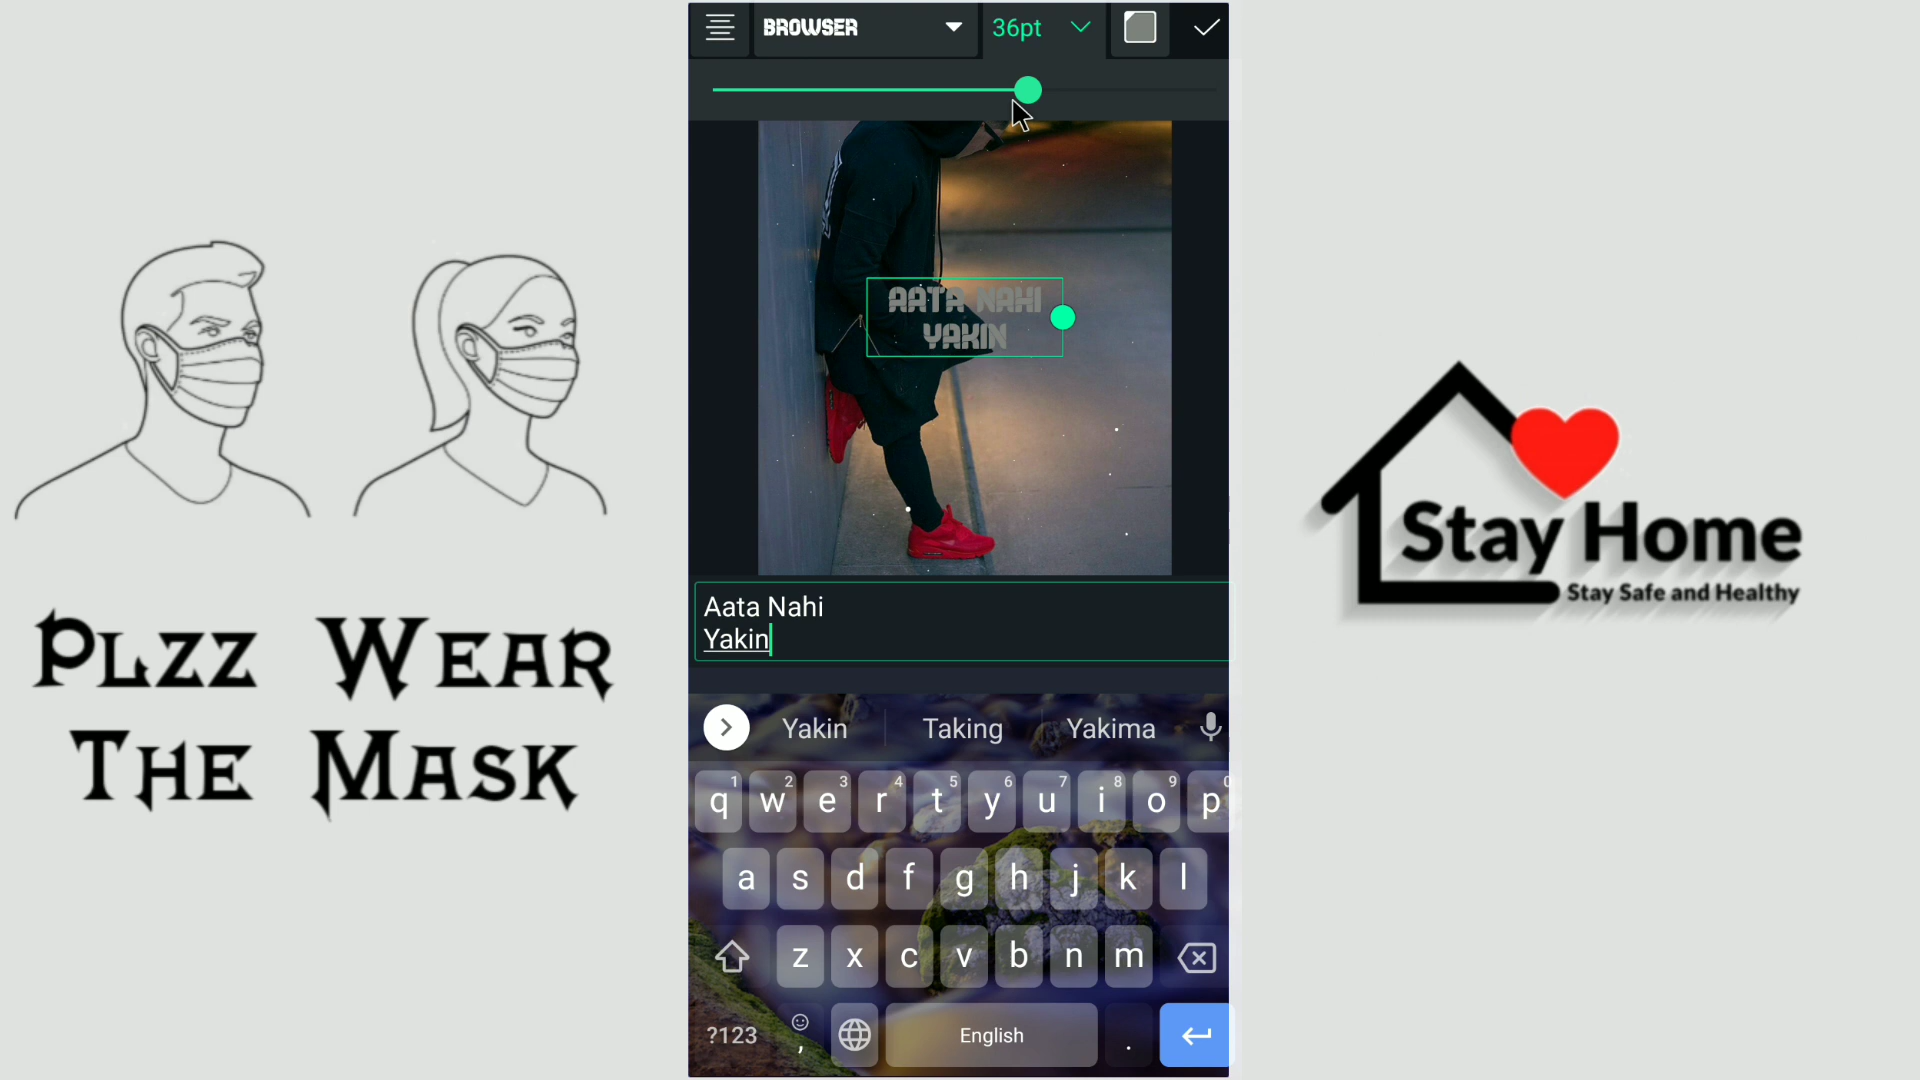 BROWSER
36pt
AATA NAHI
YAKIN
Aata Nahi
Yakin
Yakin Taking Yakima
1 2 3 4 5 6 7 8 9 0
q w e r t y u i o p
a s d f g h j k l
z x c v b n m
?123 , English .
Plzz Wear
The Mask
Stay Home
Stay Safe and Healthy